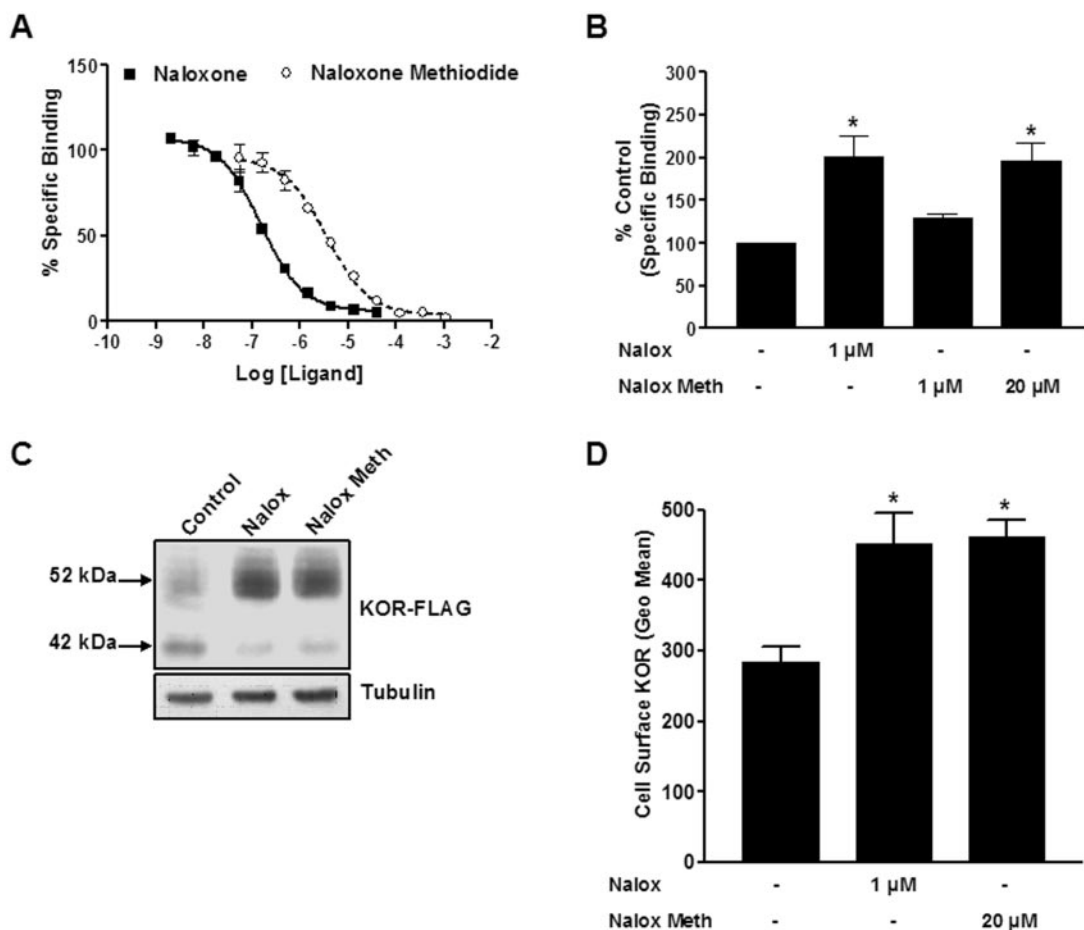 A
150
100
50
0
% Specific Binding
■ Naloxone ○ Naloxone Methiodide
-10 -9 -8 -7 -6 -5 -4 -3 -2
Log [Ligand]
B
300
250
200
150
100
50
0
% Control
(Specific Binding)
* *
Nalox - 1 µM - -
Nalox Meth - - 1 µM 20 µM
C
Control Nalox Nalox Meth
52 kDa
42 kDa
KOR-FLAG
Tubulin
D
500
400
300
200
100
0
Cell Surface KOR (Geo Mean)
* *
Nalox - 1 µM -
Nalox Meth - - 20 µM